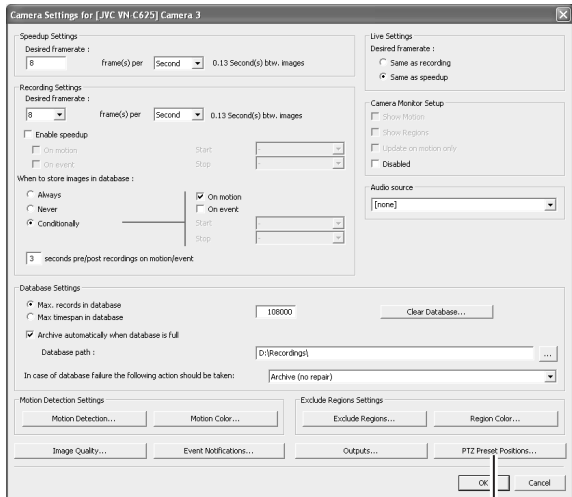 Camera Settings for [JVC VN-C625] Camera 3
Speedup Settings
Desired framerate :
8 frame(s) per Second 0.13 Second(s) btw. images
Recording Settings
Desired framerate :
8 frame(s) per Second 0.13 Second(s) btw. images
Enable speedup
On motion Start -
On event Stop -
When to store images in database :
Always
Never
Conditionally
On motion
On event
Start -
Stop -
3 seconds pre/post recordings on motion/event
Live Settings
Desired framerate :
Same as recording
Same as speedup
Camera Monitor Setup
Show Motion
Show Regions
Update on motion only
Disabled
Audio source
[none]
Database Settings
Max. records in database
Max timespan in database
108000 Clear Database...
Archive automatically when database is full
Database path : D:\Recordings\ ...
In case of database failure the following action should be taken: Archive (no repair)
Motion Detection Settings
Motion Detection... Motion Color...
Exclude Regions Settings
Exclude Regions... Region Color...
Image Quality... Event Notifications... Outputs... PTZ Preset Positions...
OK Cancel